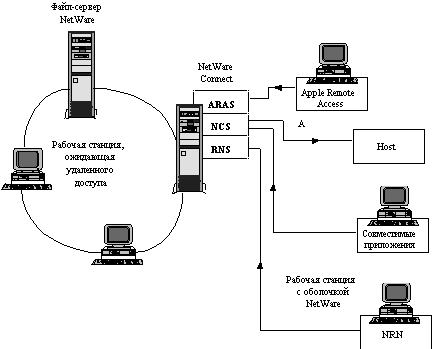 Файл-сервер
NetWare
NetWare
Connect
ARAS
NCS
RNS
Apple Remote
Access
A
Host
Рабочая станция,
ожидающая
удаленного
доступа
Совместимые
приложения
Рабочая станция
с оболочкой
NetWare
NRN